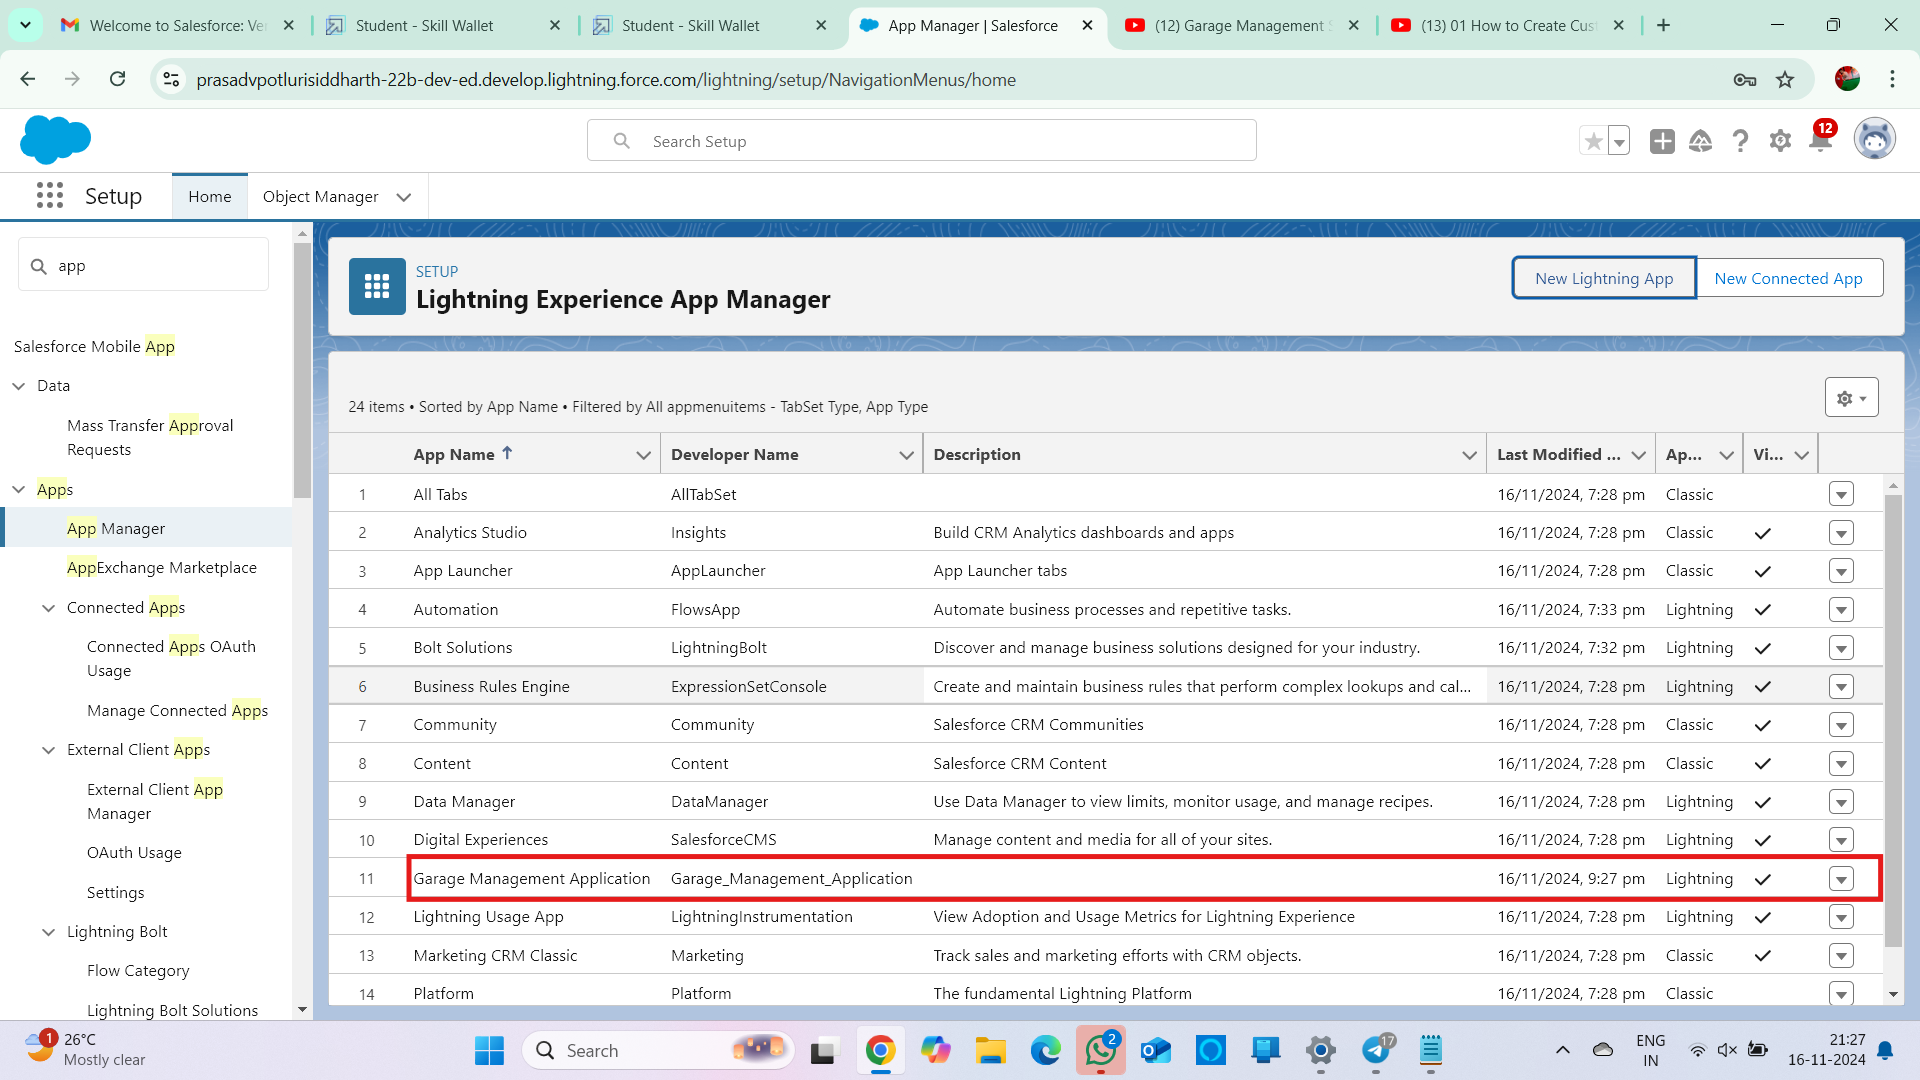 Welcome to Salesforce: Ver
Student - Skill Wallet
Student - Skill Wallet
App Manager | Salesforce
(12) Garage Management S
(13) 01 How to Create Cust
prasadvpotlurisiddharth-22b-dev-ed.develop.lightning.force.com/lightning/setup/NavigationMenus/home
Search Setup
12
Setup
Home
Object Manager
app
Salesforce Mobile App
Data
Mass Transfer Approval
Requests
Apps
App Manager
AppExchange Marketplace
Connected Apps
Connected Apps OAuth
Usage
Manage Connected Apps
External Client Apps
External Client App
Manager
OAuth Usage
Settings
Lightning Bolt
Flow Category
Lightning Bolt Solutions
SETUP
Lightning Experience App Manager
New Lightning App
New Connected App
24 items • Sorted by App Name • Filtered by All appmenuitems - TabSet Type, App Type
App Name Developer Name Description Last Modified ... Ap... Vi...
1 All Tabs AllTabSet 16/11/2024, 7:28 pm Classic
2 Analytics Studio Insights Build CRM Analytics dashboards and apps 16/11/2024, 7:28 pm Classic
3 App Launcher AppLauncher App Launcher tabs 16/11/2024, 7:28 pm Classic
4 Automation FlowsApp Automate business processes and repetitive tasks. 16/11/2024, 7:33 pm Lightning
5 Bolt Solutions LightningBolt Discover and manage business solutions designed for your industry. 16/11/2024, 7:32 pm Lightning
6 Business Rules Engine ExpressionSetConsole Create and maintain business rules that perform complex lookups and cal... 16/11/2024, 7:28 pm Lightning
7 Community Community Salesforce CRM Communities 16/11/2024, 7:28 pm Classic
8 Content Content Salesforce CRM Content 16/11/2024, 7:28 pm Classic
9 Data Manager DataManager Use Data Manager to view limits, monitor usage, and manage recipes. 16/11/2024, 7:28 pm Lightning
10 Digital Experiences SalesforceCMS Manage content and media for all of your sites. 16/11/2024, 7:28 pm Lightning
11 Garage Management Application Garage_Management_Application 16/11/2024, 9:27 pm Lightning
12 Lightning Usage App LightningInstrumentation View Adoption and Usage Metrics for Lightning Experience 16/11/2024, 7:28 pm Lightning
13 Marketing CRM Classic Marketing Track sales and marketing efforts with CRM objects. 16/11/2024, 7:28 pm Classic
14 Platform Platform The fundamental Lightning Platform 16/11/2024, 7:28 pm Classic
1
26°C
Mostly clear
Search
2
17
ENG
IN
21:27
16-11-2024